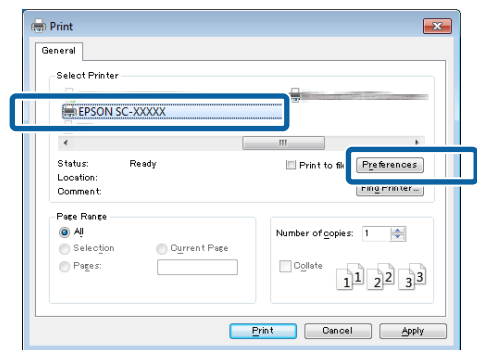 Print
General
Select Printer
EPSON SC-XXXXX
Status: Ready
Print to
Preferences
Location:
Comment:
Find Printer...
Page Range
All
Selection
Current Page
Pages:
Number of copies: 1
Collate
1 1 2 2 3 3
Print Cancel Apply